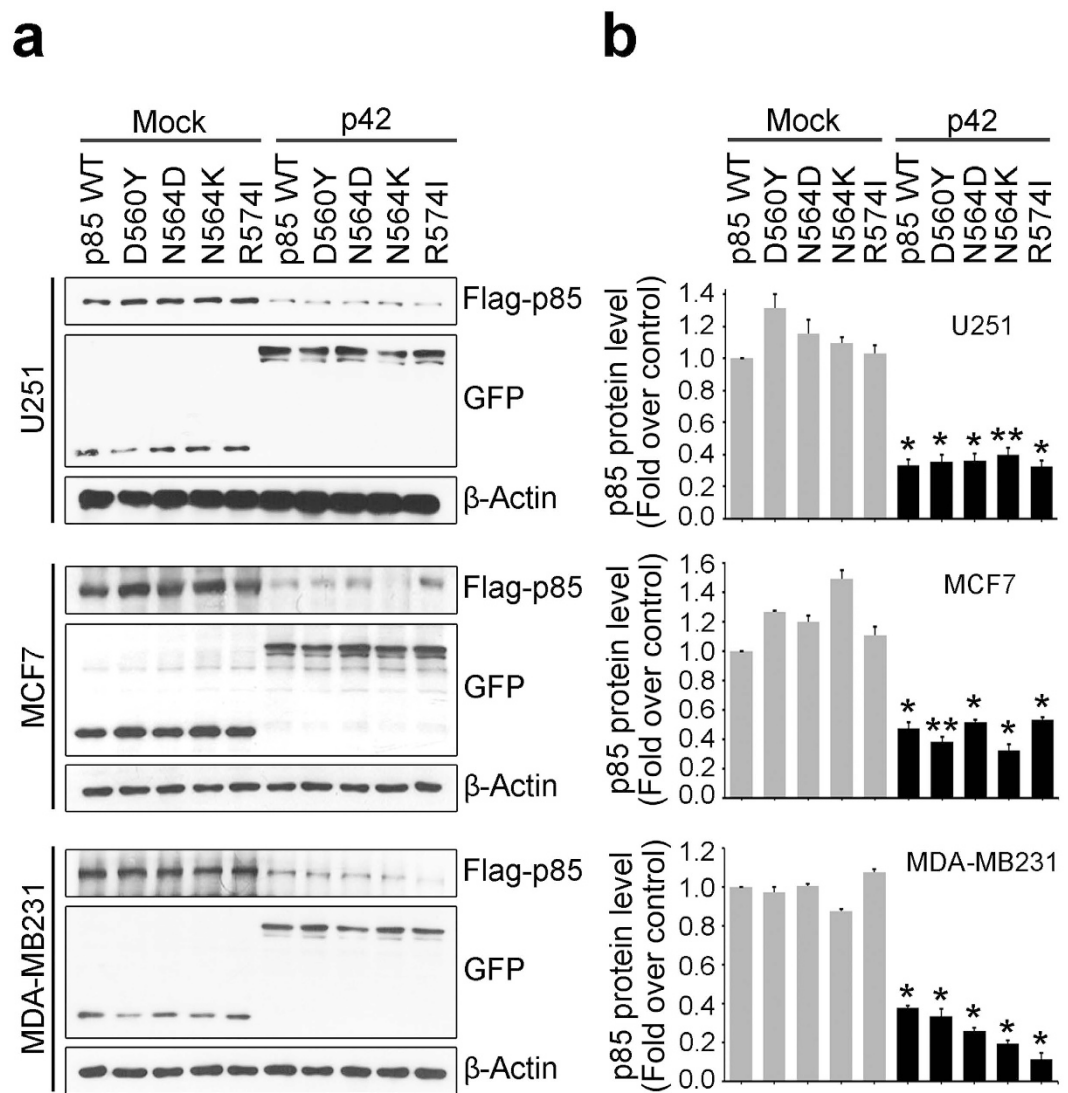 a
Mock
p42
p85 WT
D560Y
N564D
N564K
R574I
p85 WT
D560Y
N564D
N564K
R574I
U251
Flag-p85
GFP
β-Actin
MCF7
Flag-p85
GFP
β-Actin
MDA-MB231
Flag-p85
GFP
β-Actin
b
Mock
p42
p85 WT
D560Y
N564D
N564K
R574I
p85 WT
D560Y
N564D
N564K
R574I
p85 protein level
(Fold over control)
1.4
1.2
1.0
0.8
0.6
0.4
0.2
0.0
U251
* * * ** *
p85 protein level
(Fold over control)
1.6
1.4
1.2
1.0
0.8
0.6
0.4
0.2
0.0
MCF7
* ** * * *
p85 protein level
(Fold over control)
1.2
1.0
0.8
0.6
0.4
0.2
0.0
MDA-MB231
* * * * *